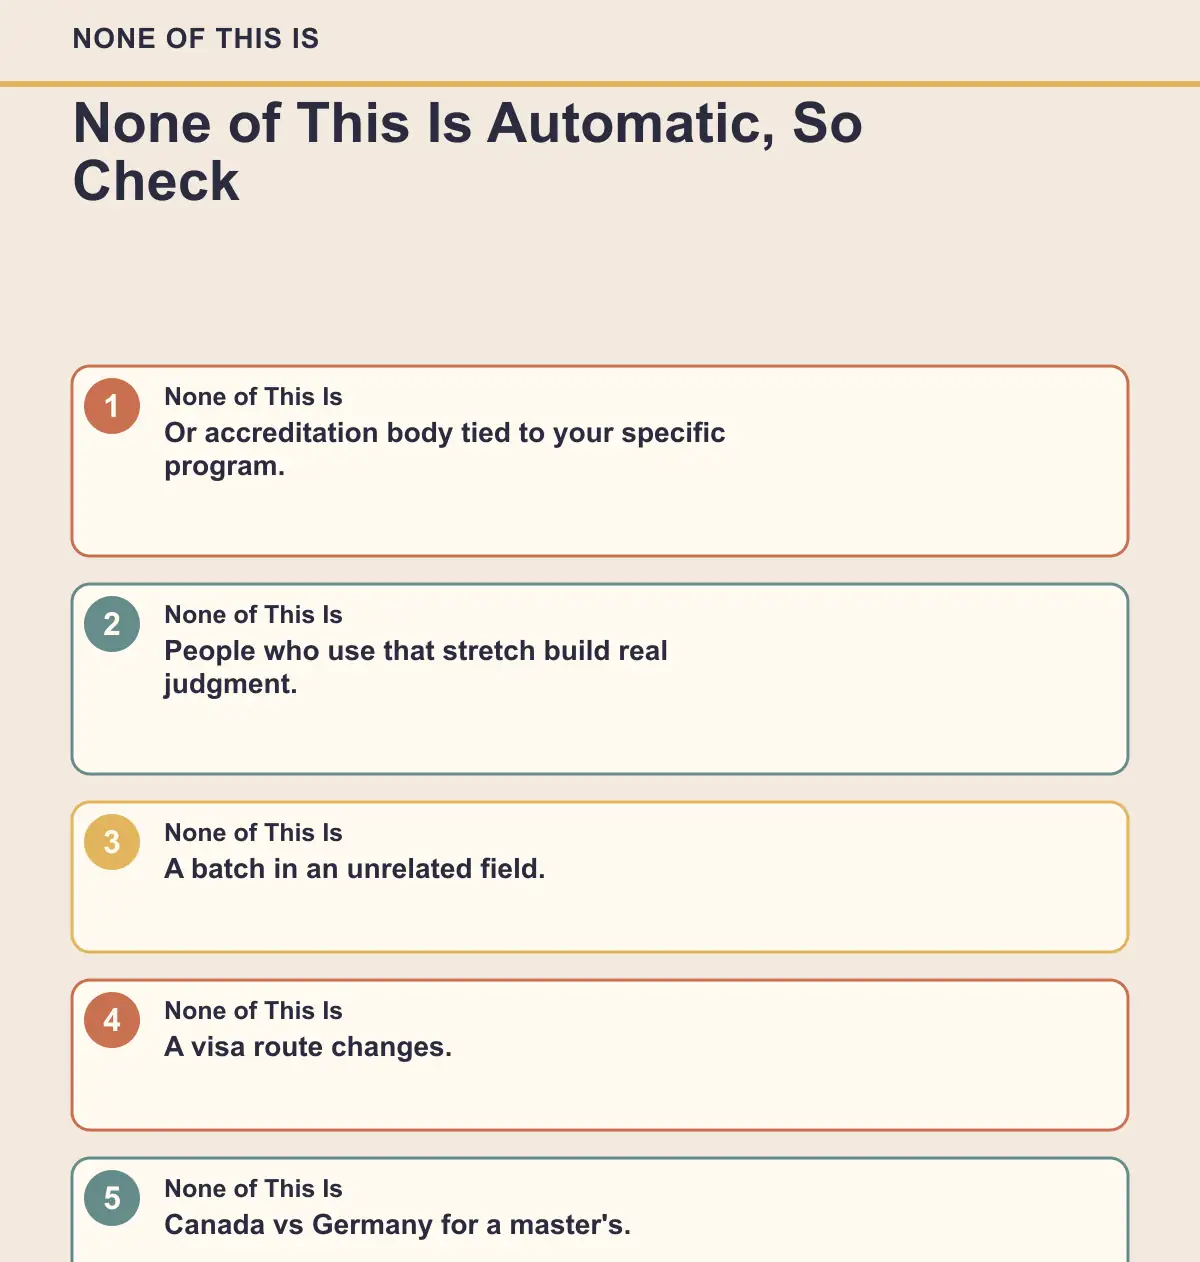 NONE OF THIS IS
None of This Is Automatic, So
Check
1
None of This Is
Or accreditation body tied to your specific
program.
2
None of This Is
People who use that stretch build real
judgment.
3
None of This Is
A batch in an unrelated field.
4
None of This Is
A visa route changes.
5
None of This Is
Canada vs Germany for a master's.